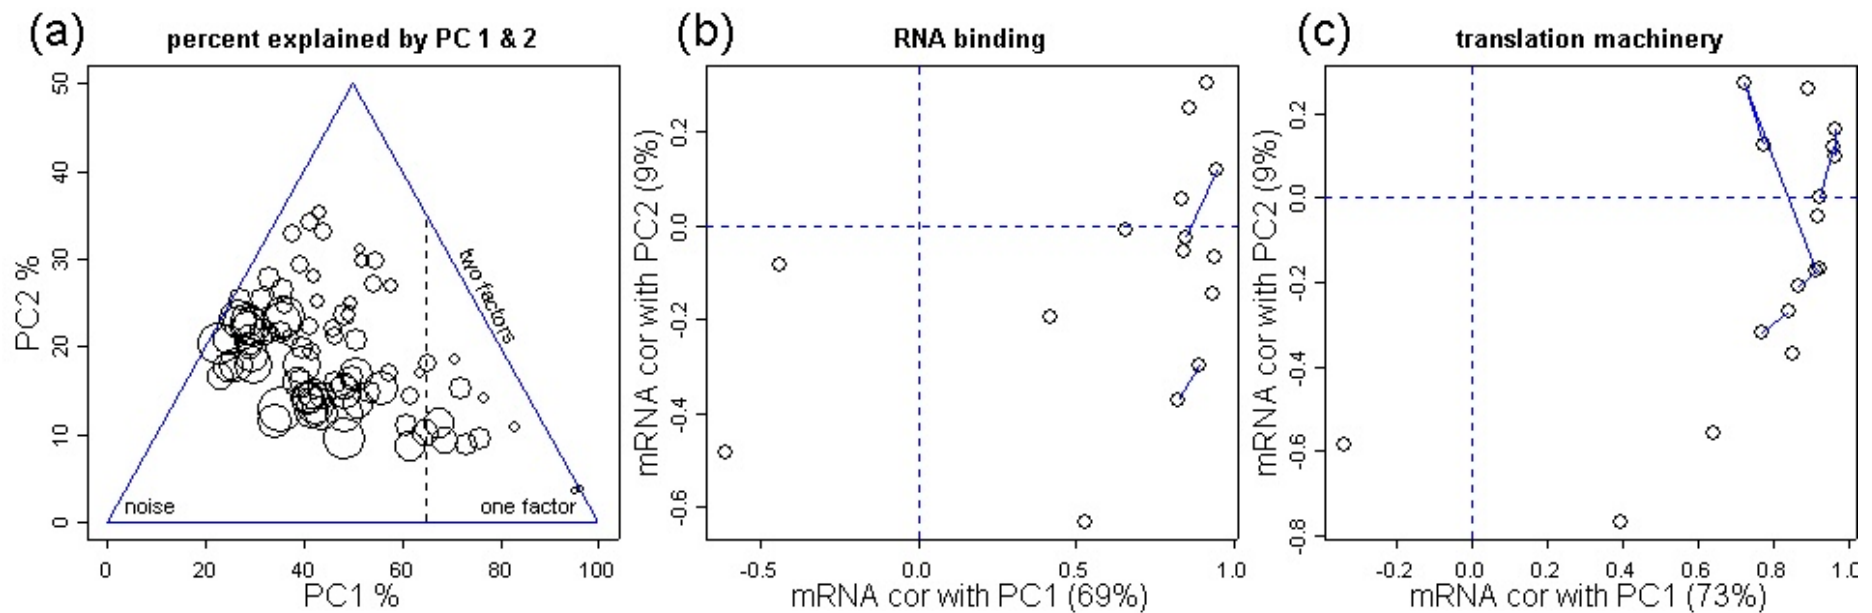 (a) percent explained by PC 1 & 2
PC2 %
50
40
30
20
10
0
two factors
noise
one factor
0 20 40 60 80 100
PC1 %
(b) RNA binding
mRNA cor with PC2 (9%)
0.2
0.0
-0.2
-0.4
-0.6
-0.5 0.0 0.5 1.0
mRNA cor with PC1 (69%)
(c) translation machinery
mRNA cor with PC2 (9%)
0.2
0.0
-0.2
-0.4
-0.6
-0.8
-0.2 0.0 0.2 0.4 0.6 0.8 1.0
mRNA cor with PC1 (73%)